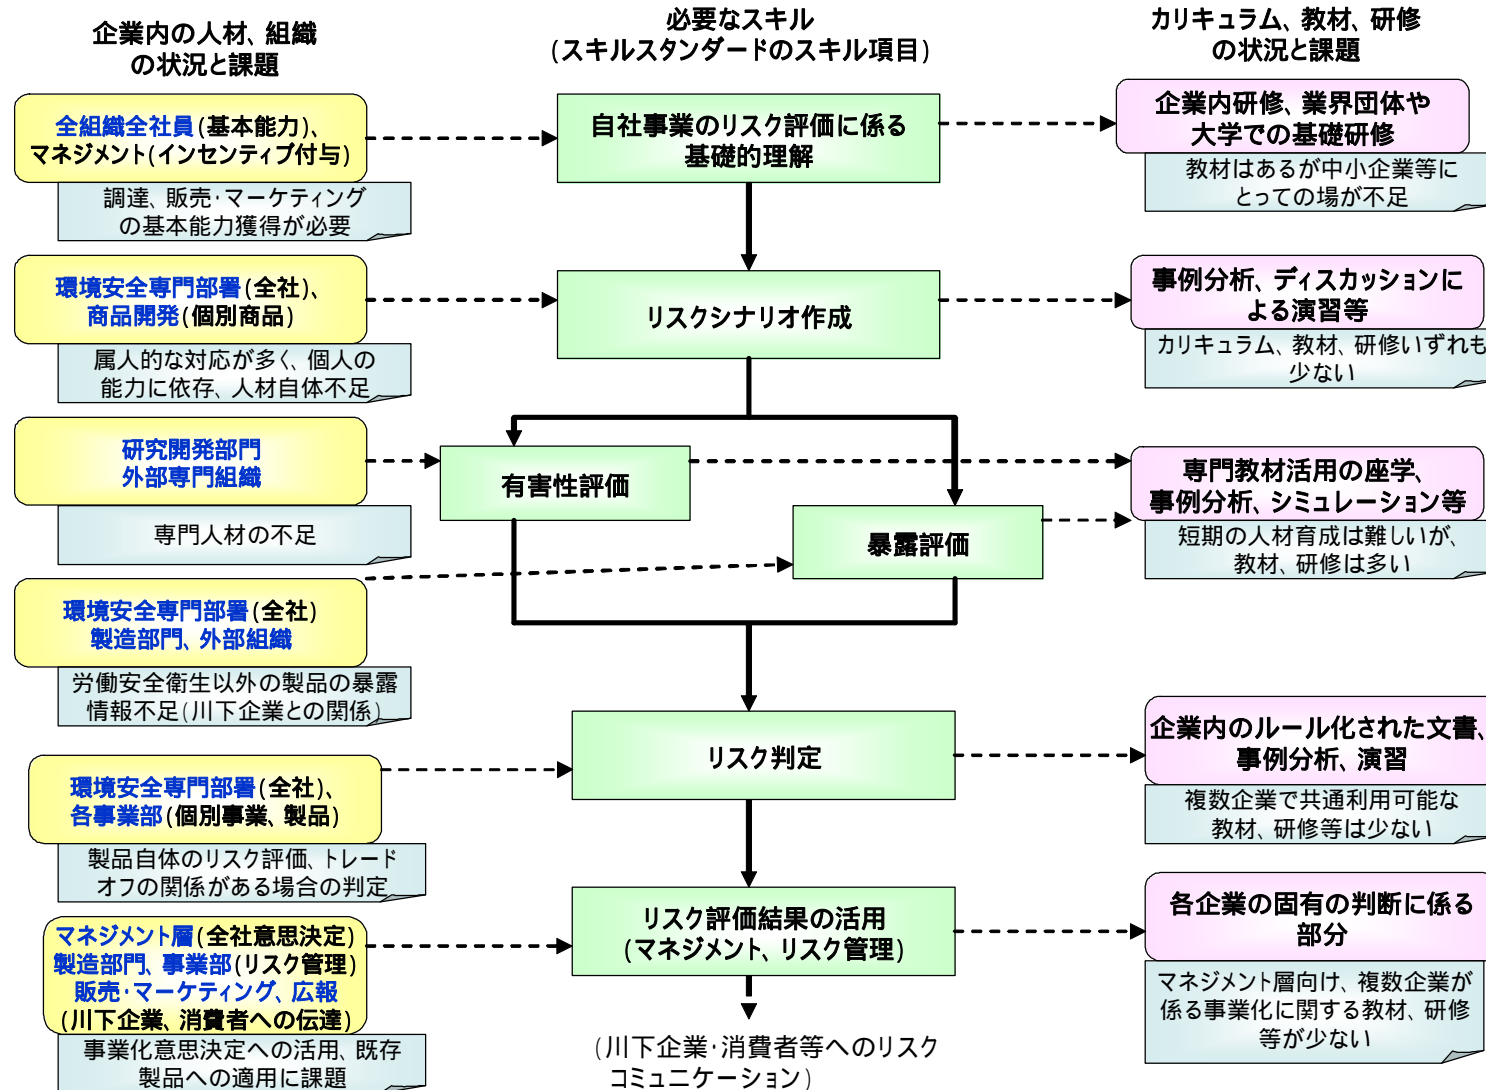 企業内の人材、組織
の状況と課題
必要なスキル
(スキルスタンダードのスキル項目)
カリキュラム、教材、研修
の状況と課題
全組織全社員(基本能力)、
マネジメント(インセンティブ付与)
調達、販売・マーケティング
の基本能力獲得が必要
自社事業のリスク評価に係る
基礎的理解
企業内研修、業界団体や
大学での基礎研修
教材はあるが中小企業等に
とっての場が不足
環境安全専門部署(全社)、
商品開発(個別商品)
属人的な対応が多く、個人の
能力に依存、人材自体不足
リスクシナリオ作成
事例分析、ディスカッションに
よる演習等
カリキュラム、教材、研修いずれも
少ない
研究開発部門
外部専門組織
専門人材の不足
有害性評価
暴露評価
専門教材活用の座学、
事例分析、シミュレーション等
短期の人材育成は難しいが、
教材、研修は多い
環境安全専門部署(全社)
製造部門、外部組織
労働安全衛生以外の製品の暴露
情報不足(川下企業との関係)
環境安全専門部署(全社)、
各事業部(個別事業、製品)
製品自体のリスク評価、トレード
オフの関係がある場合の判定
リスク判定
企業内のルール化された文書、
事例分析、演習
複数企業で共通利用可能な
教材、研修等は少ない
マネジメント層(全社意思決定)
製造部門、事業部(リスク管理)
販売・マーケティング、広報
(川下企業、消費者への伝達)
事業化意思決定への活用、既存
製品への適用に課題
リスク評価結果の活用
(マネジメント、リスク管理)
(川下企業・消費者等へのリスク
コミュニケーション)
各企業の固有の判断に係る
部分
マネジメント層向け、複数企業が
係る事業化に関する教材、研修
等が少ない